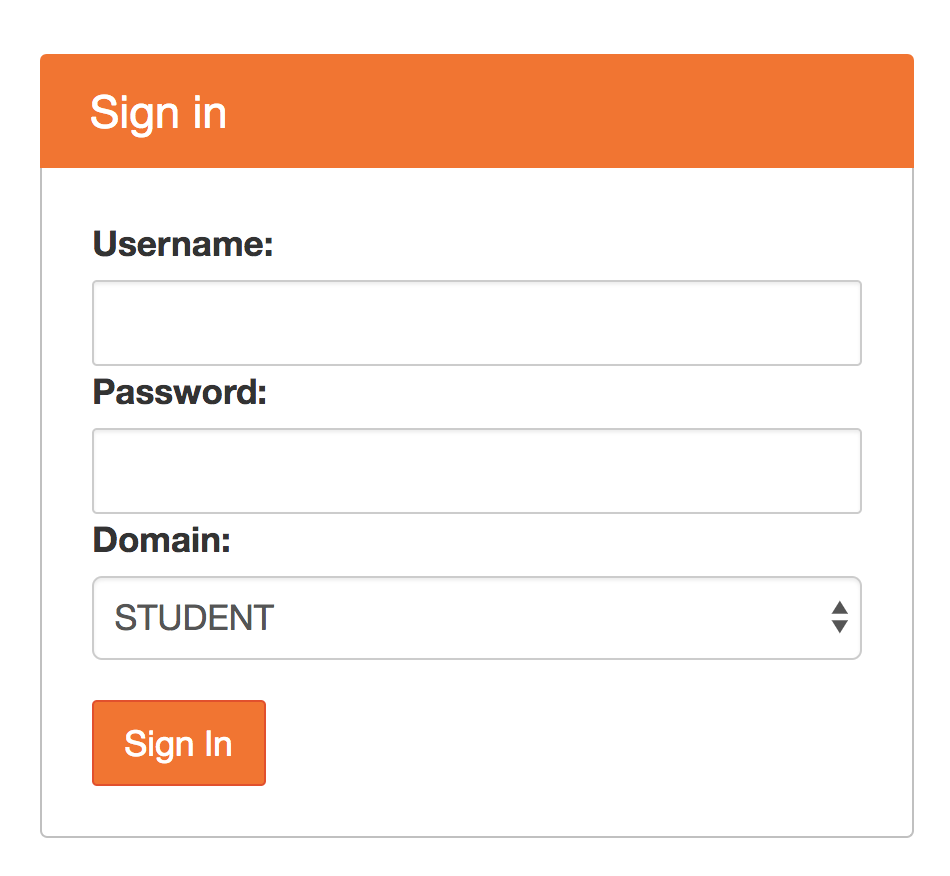 Sign in
Username:
Password:
Domain:
STUDENT
Sign In